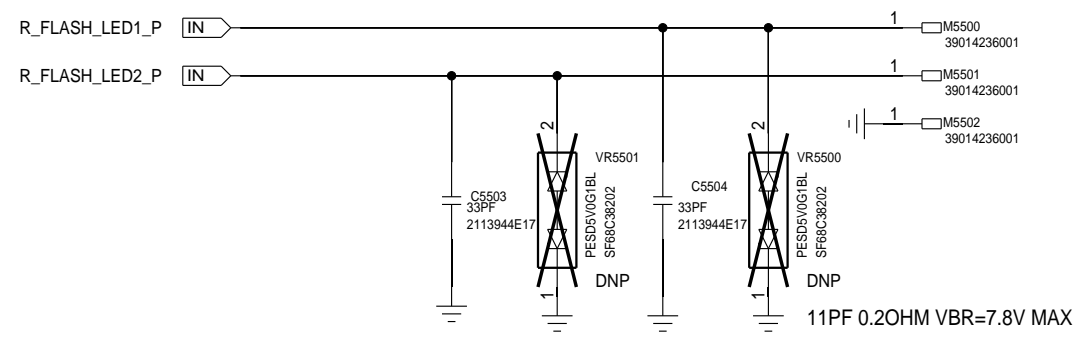 R_FLASH_LED1_P IN 1 M5500
39014236001
R_FLASH_LED2_P IN 1 M5501
39014236001
1 M5502
39014236001
2 VR5501
PESD5V0G1BL
SF68C38202
C5503
33PF
2113944E17
1 DNP
2 VR5500
PESD5V0G1BL
SF68C38202
C5504
33PF
2113944E17
1 DNP
11PF 0.2OHM VBR=7.8V MAX